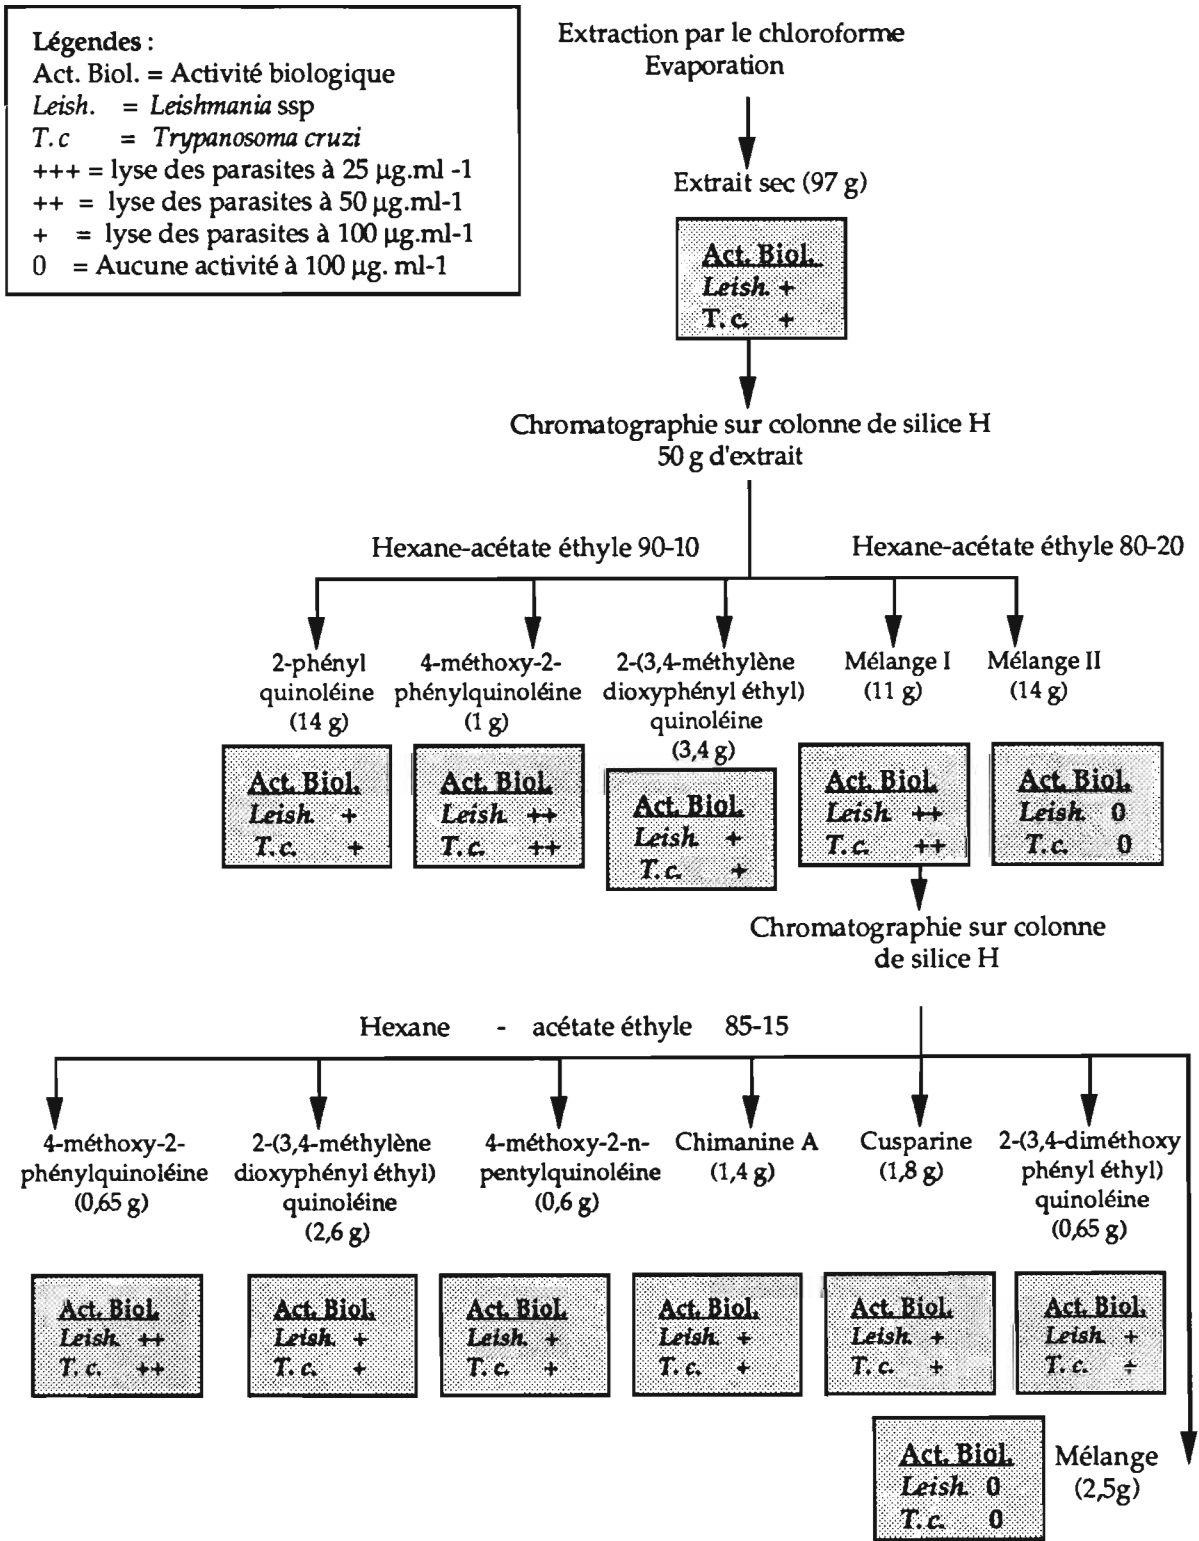 Légendes :
Act. Biol. = Activité biologique
Leish. = Leishmania ssp
T. c = Trypanosoma cruzi
+++ = lyse des parasites à 25 µg.ml -1
++ = lyse des parasites à 50 µg.ml-1
+ = lyse des parasites à 100 µg.ml-1
0 = Aucune activité à 100 µg. ml-1
Extraction par le chloroforme
Evaporation
Extrait sec (97 g)
Act. Biol.
Leish. +
T. c. +
Chromatographie sur colonne de silice H
50 g d'extrait
Hexane-acétate éthyle 90-10
Hexane-acétate éthyle 80-20
2-phényl
quinoléine
(14 g)
Act. Biol.
Leish. +
T. c. +
4-méthoxy-2-
phénylquinoléine
(1 g)
Act. Biol.
Leish. ++
T. c. ++
2-(3,4-méthylène
dioxyphényl éthyl)
quinoléine
(3,4 g)
Act. Biol.
Leish. +
T. c. +
Mélange I
(11 g)
Act. Biol.
Leish. ++
T. c. ++
Mélange II
(14 g)
Act. Biol.
Leish. 0
T. c. 0
Chromatographie sur colonne
de silice H
Hexane - acétate éthyle 85-15
4-méthoxy-2-
phénylquinoléine
(0,65 g)
Act. Biol.
Leish. ++
T. c. ++
2-(3,4-méthylène
dioxyphényl éthyl)
quinoléine
(2,6 g)
Act. Biol.
Leish. +
T. c. +
4-méthoxy-2-n-
pentylquinoléine
(0,6 g)
Act. Biol.
Leish. +
T. c. +
Chimanine A
(1,4 g)
Act. Biol.
Leish. +
T. c. +
Cusparine
(1,8 g)
Act. Biol.
Leish. +
T. c. +
2-(3,4-diméthoxy
phényl éthyl)
quinoléine
(0,65 g)
Act. Biol.
Leish. +
T. c. +
Act. Biol.
Leish. 0
T. c. 0
Mélange
(2,5g)